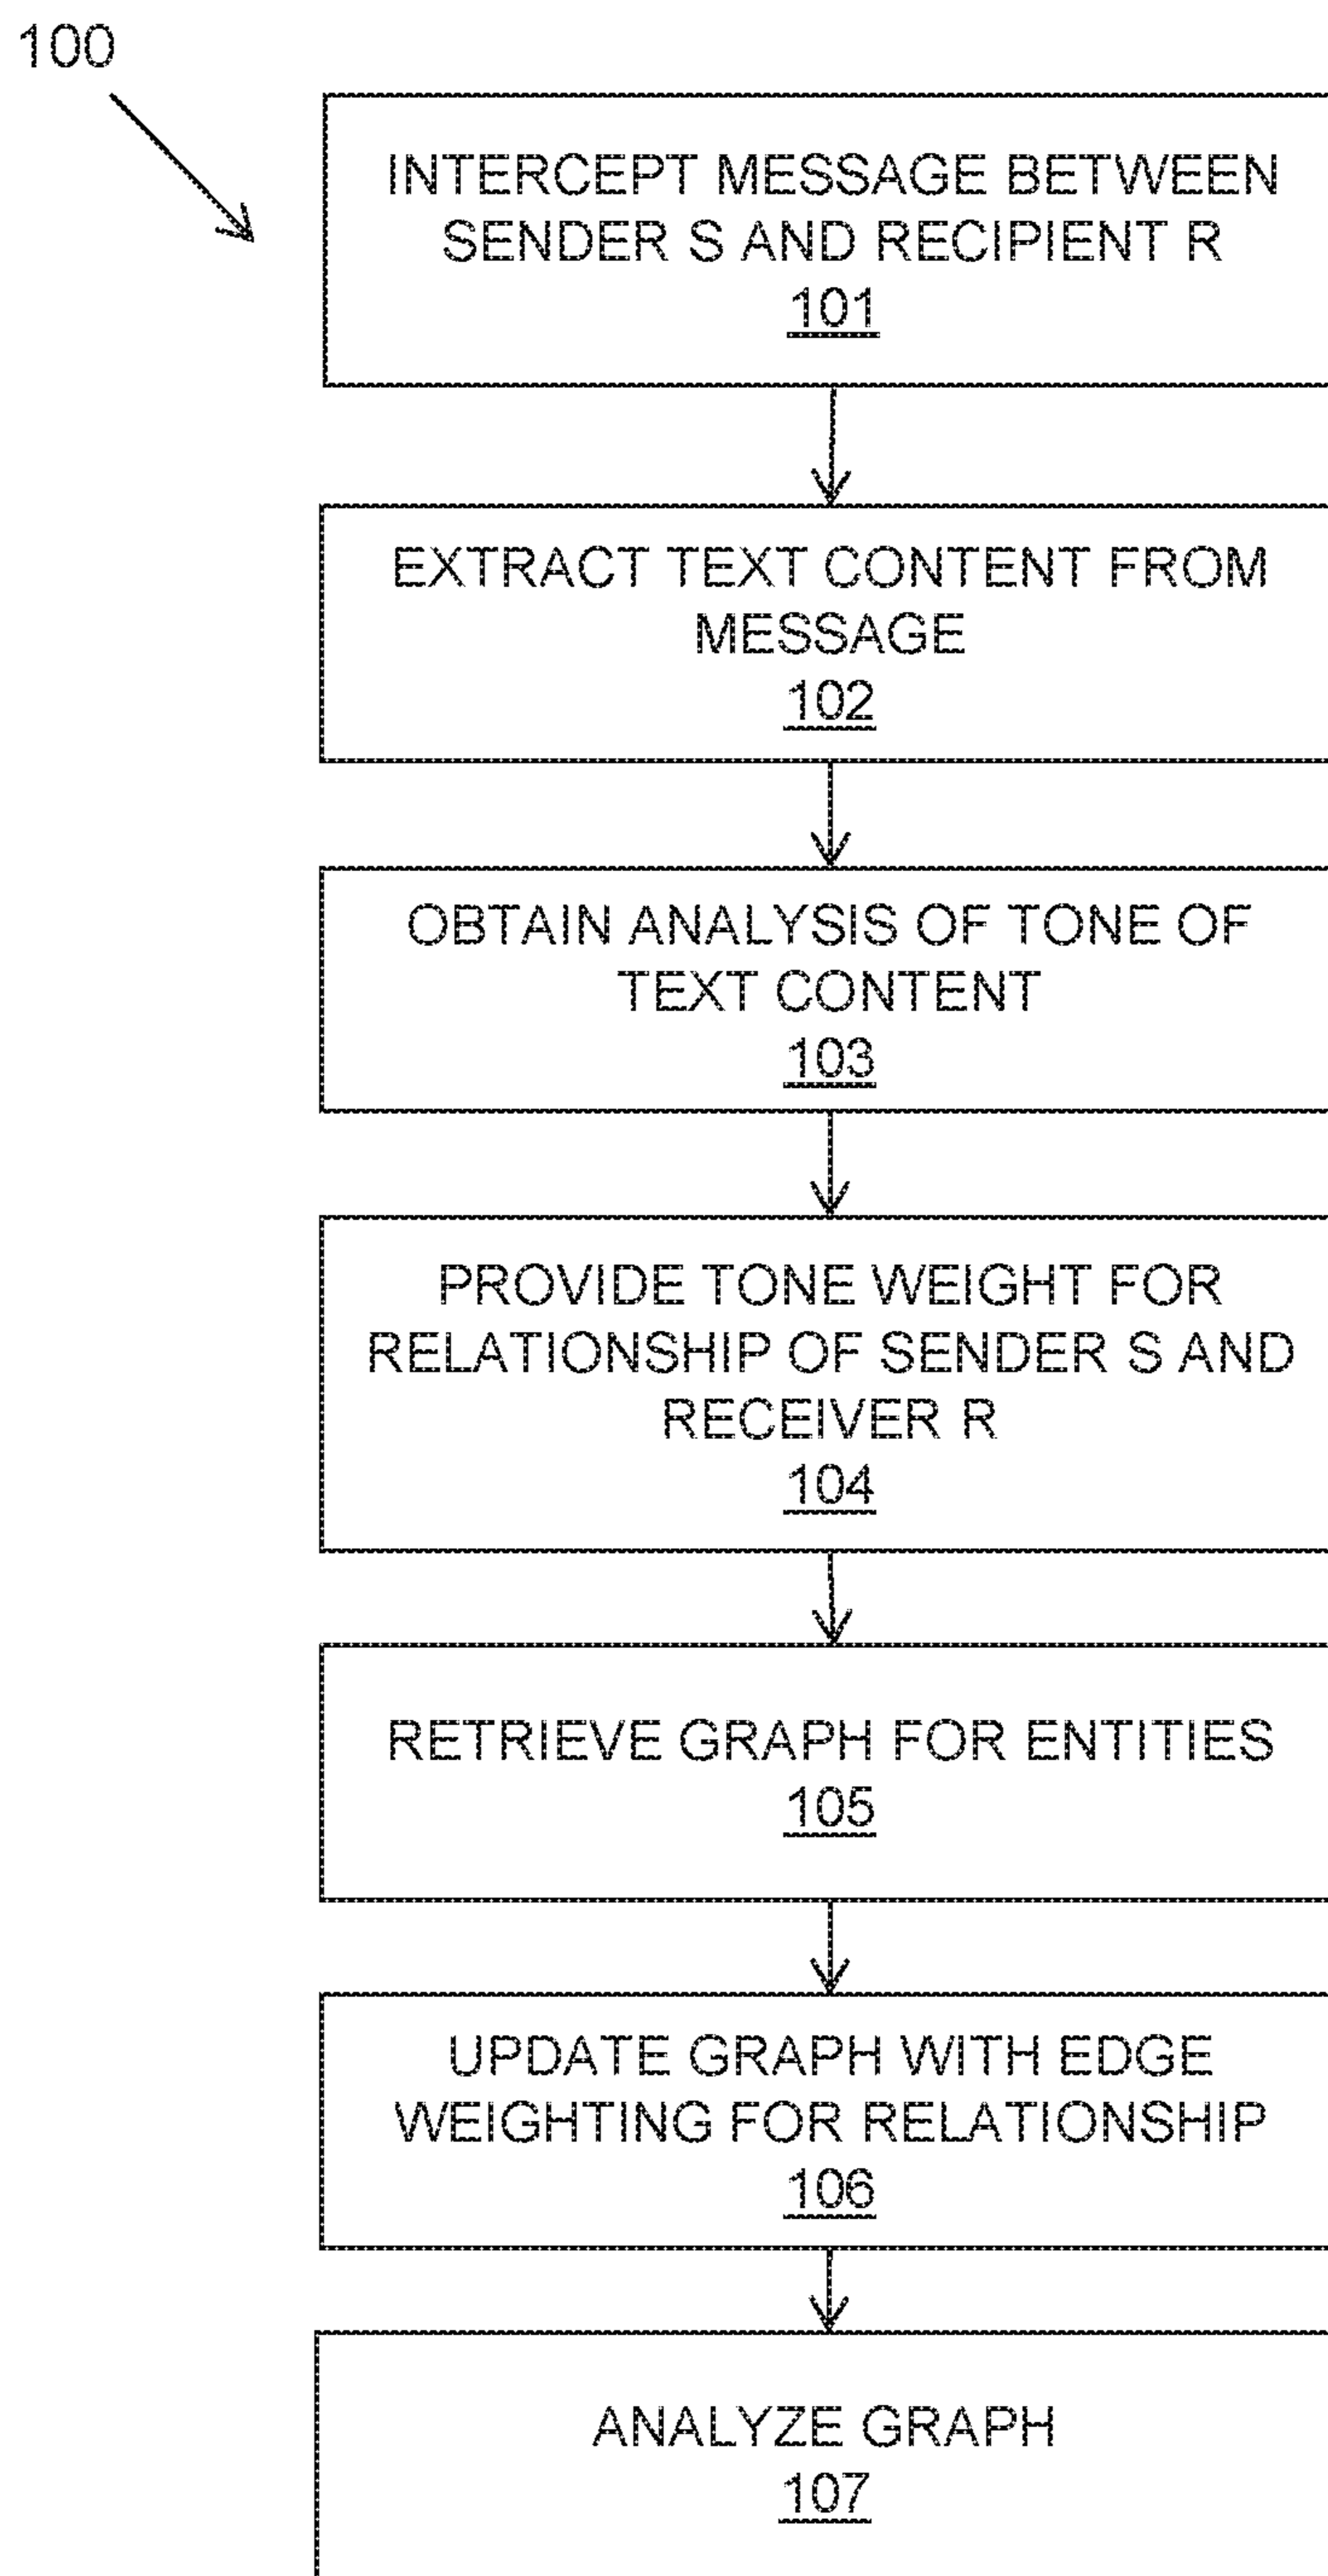 100
INTERCEPT MESSAGE BETWEEN
SENDER S AND RECIPIENT R
101
EXTRACT TEXT CONTENT FROM
MESSAGE
102
OBTAIN ANALYSIS OF TONE OF
TEXT CONTENT
103
PROVIDE TONE WEIGHT FOR
RELATIONSHIP OF SENDER S AND
RECEIVER R
104
RETRIEVE GRAPH FOR ENTITIES
105
UPDATE GRAPH WITH EDGE
WEIGHTING FOR RELATIONSHIP
106
ANALYZE GRAPH
107